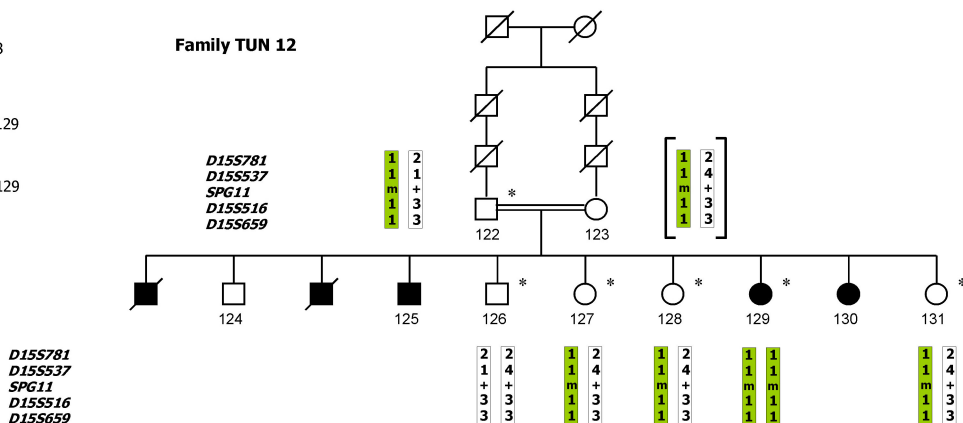 3
Family TUN 12
129
129
D15S781 1 2 1 2
D15S537 1 1 1 4
SPG11 m + m +
D15S516 1 3 1 3
D15S659 1 3 1 3
*
122 123
* * * * *
124 125 126 127 128 129 130 131
D15S781 2 2 1 2 1 2 1 1 1 2
D15S537 1 4 1 4 1 4 1 1 1 4
SPG11 + + m + m + m m m +
D15S516 3 3 1 3 1 3 1 1 1 3
D15S659 3 3 1 3 1 3 1 1 1 3